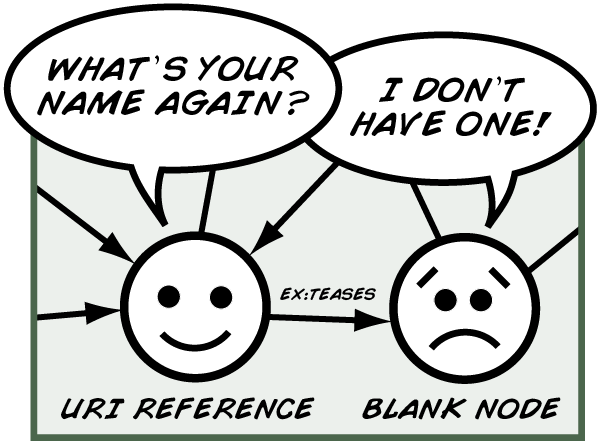 WHAT'S YOUR
NAME AGAIN?
I DON'T
HAVE ONE!
EX:TEASES
URI REFERENCE
BLANK NODE